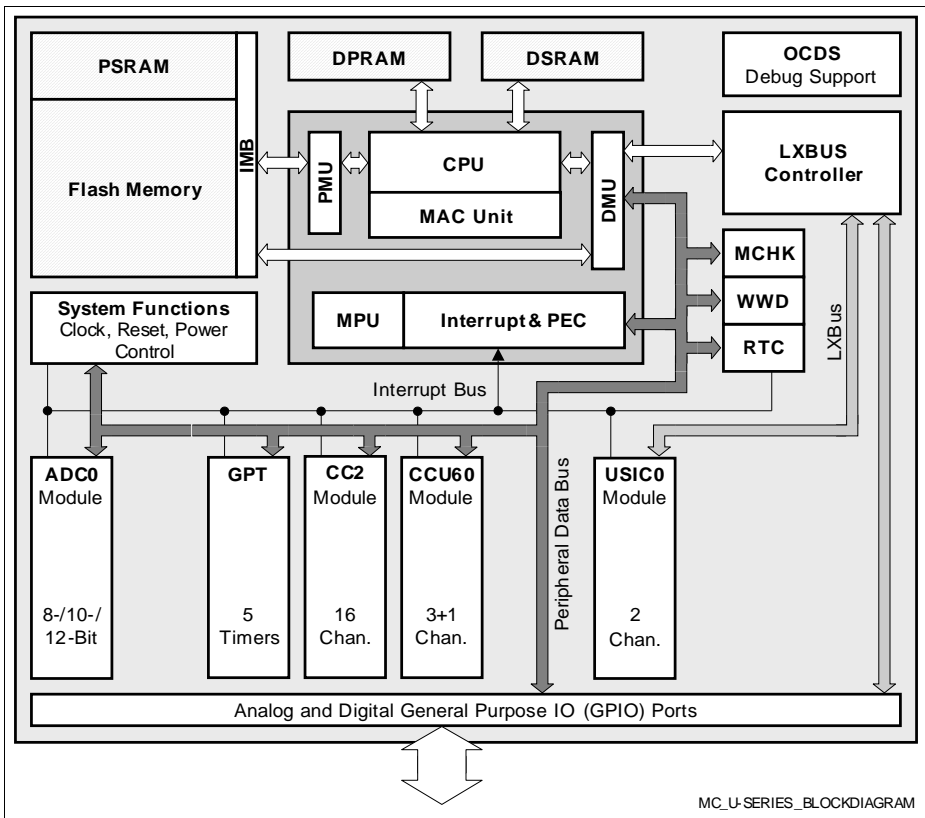 PSRAM
IMB
Flash Memory
DPRAM
DSRAM
OCDS
Debug Support
PMU
CPU
MAC Unit
DMU
LXBUS
Controller
MCHK
WWD
RTC
LXBus
System Functions
Clock, Reset, Power
Control
MPU
Interrupt & PEC
Interrupt Bus
ADC0
Module
8-/10-/
12-Bit
GPT
5
Timers
CC2
Module
16
Chan.
CCU60
Module
3+1
Chan.
Peripheral Data Bus
USIC0
Module
2
Chan.
Analog and Digital General Purpose IO (GPIO) Ports
MC_U-SERIES_BLOCKDIAGRAM